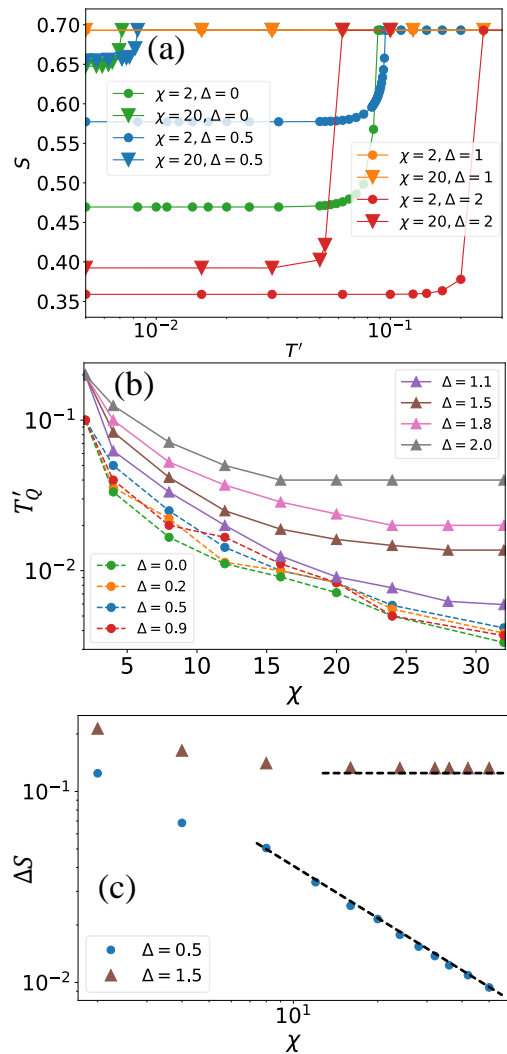 (a)
0.70
0.65
0.60
0.55
0.50
0.45
0.40
0.35
S
χ = 2, Δ = 0
χ = 20, Δ = 0
χ = 2, Δ = 0.5
χ = 20, Δ = 0.5
χ = 2, Δ = 1
χ = 20, Δ = 1
χ = 2, Δ = 2
χ = 20, Δ = 2
10⁻² 10⁻¹
T′
(b)
Δ = 1.1
Δ = 1.5
Δ = 1.8
Δ = 2.0
10⁻¹
T′_Q
10⁻²
Δ = 0.0
Δ = 0.2
Δ = 0.5
Δ = 0.9
5 10 15 20 25 30
χ
10⁻¹
ΔS
(c)
Δ = 0.5
Δ = 1.5
10⁻²
10¹
χ